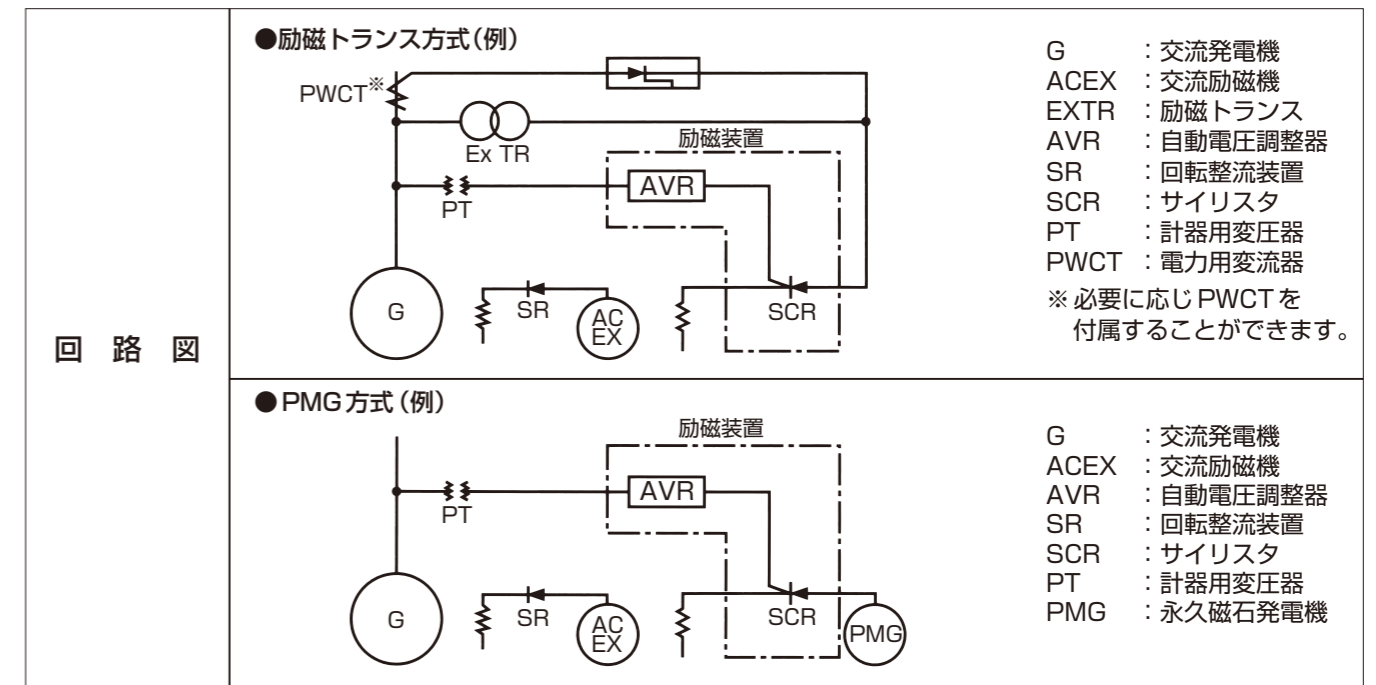 回路図
●励磁トランス方式(例)
PWCT※
Ex TR
励磁装置
AVR
PT
G
SR
AC
EX
SCR
G :交流発電機
ACEX :交流励磁機
EXTR :励磁トランス
AVR :自動電圧調整器
SR :回転整流装置
SCR :サイリスタ
PT :計器用変圧器
PWCT :電力用変流器
※必要に応じPWCTを
付属することができます。
●PMG方式(例)
励磁装置
AVR
PT
G
SR
AC
EX
SCR
PMG
G :交流発電機
ACEX :交流励磁機
AVR :自動電圧調整器
SR :回転整流装置
SCR :サイリスタ
PT :計器用変圧器
PMG :永久磁石発電機